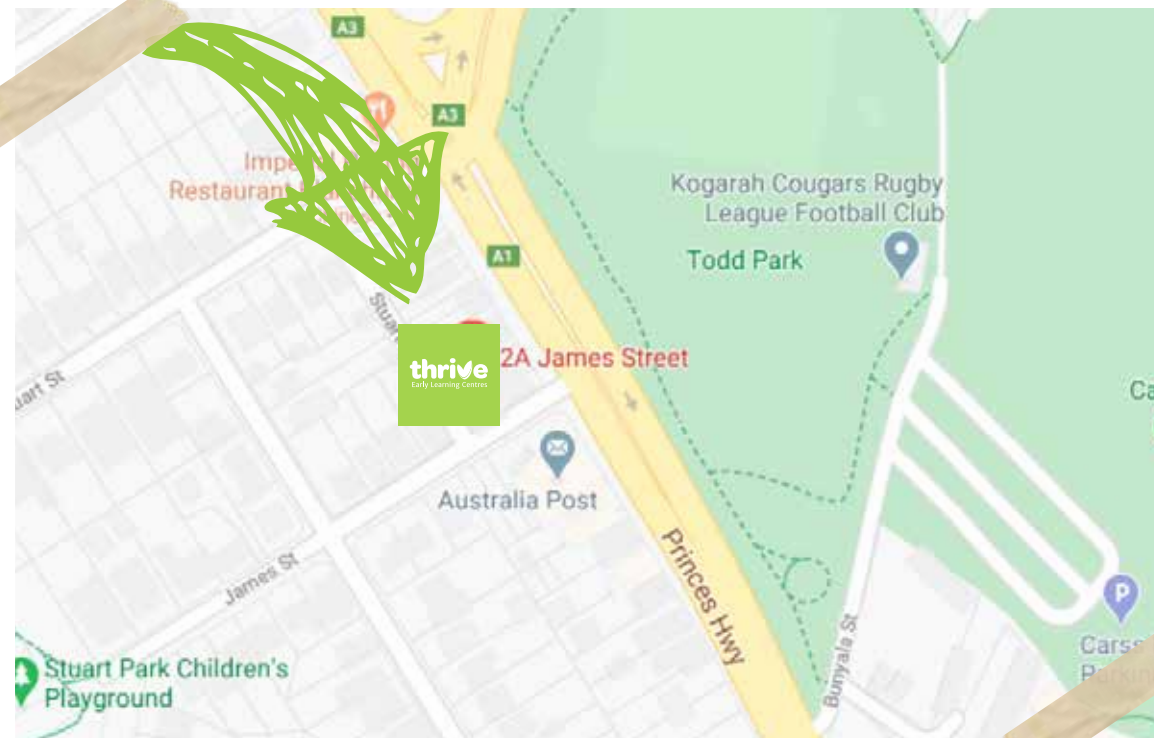 A3
A3
Restaurant
Kogarah Cougars Rugby
League Football Club
A1
Todd Park
thrive
Early Learning Centres
2A James Street
Australia Post
Princes Hwy
James St
Bunyala St
P
Stuart Park Children's
Playground